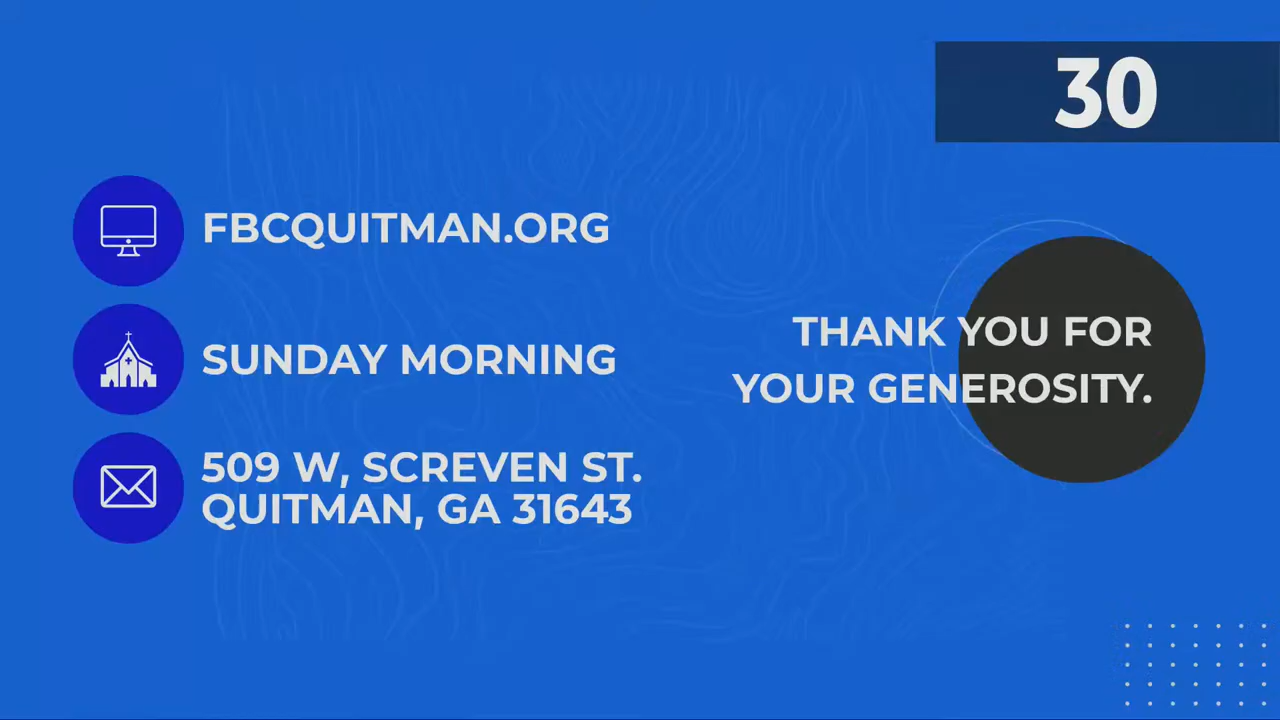 30
FBCQUITMAN.ORG
SUNDAY MORNING
509 W, SCREVEN ST.
QUITMAN, GA 31643
THANK YOU FOR
YOUR GENEROSITY.